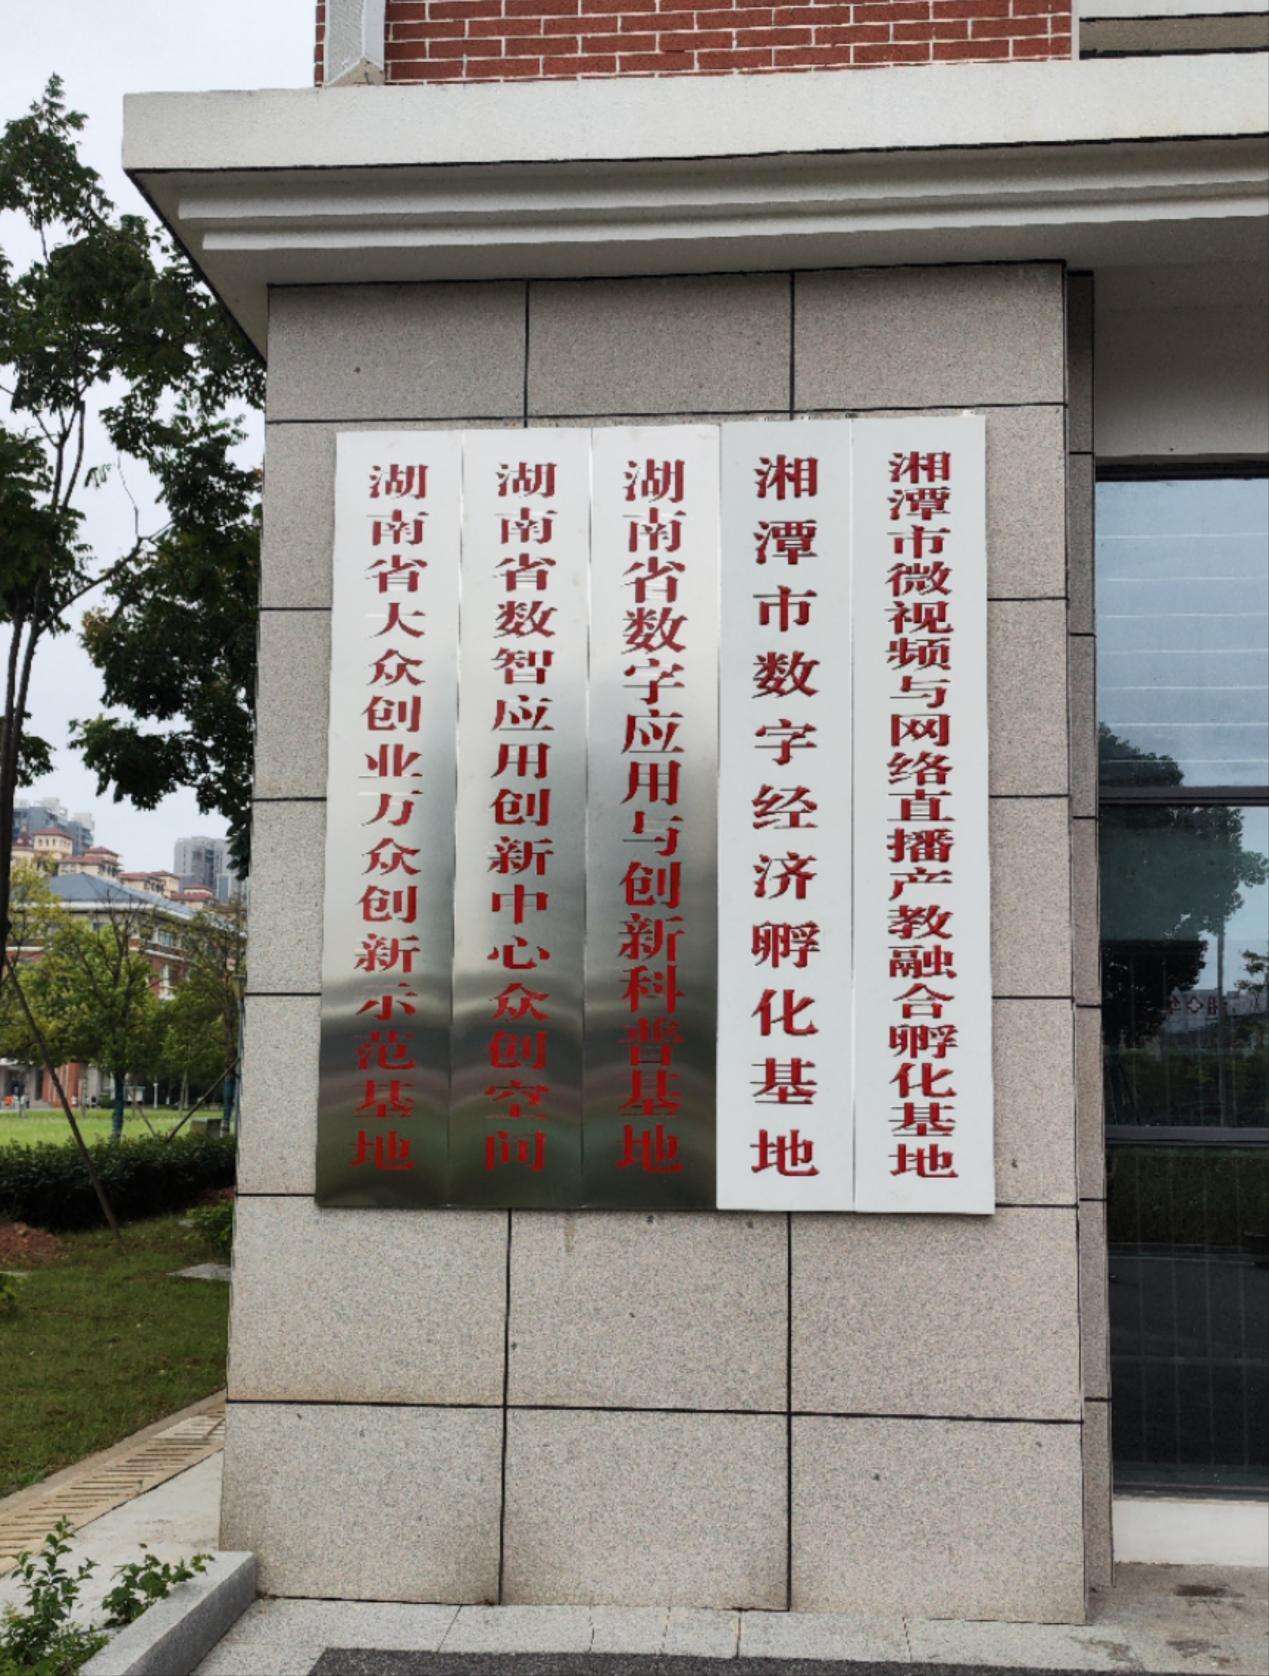 湖南省大众创业万众创新示范基地
湖南省数智应用创新中心众创空间
湖南省数字应用与创新科普基地
湘潭市数字经济孵化基地
湘潭市微视频与网络直播产教融合孵化基地